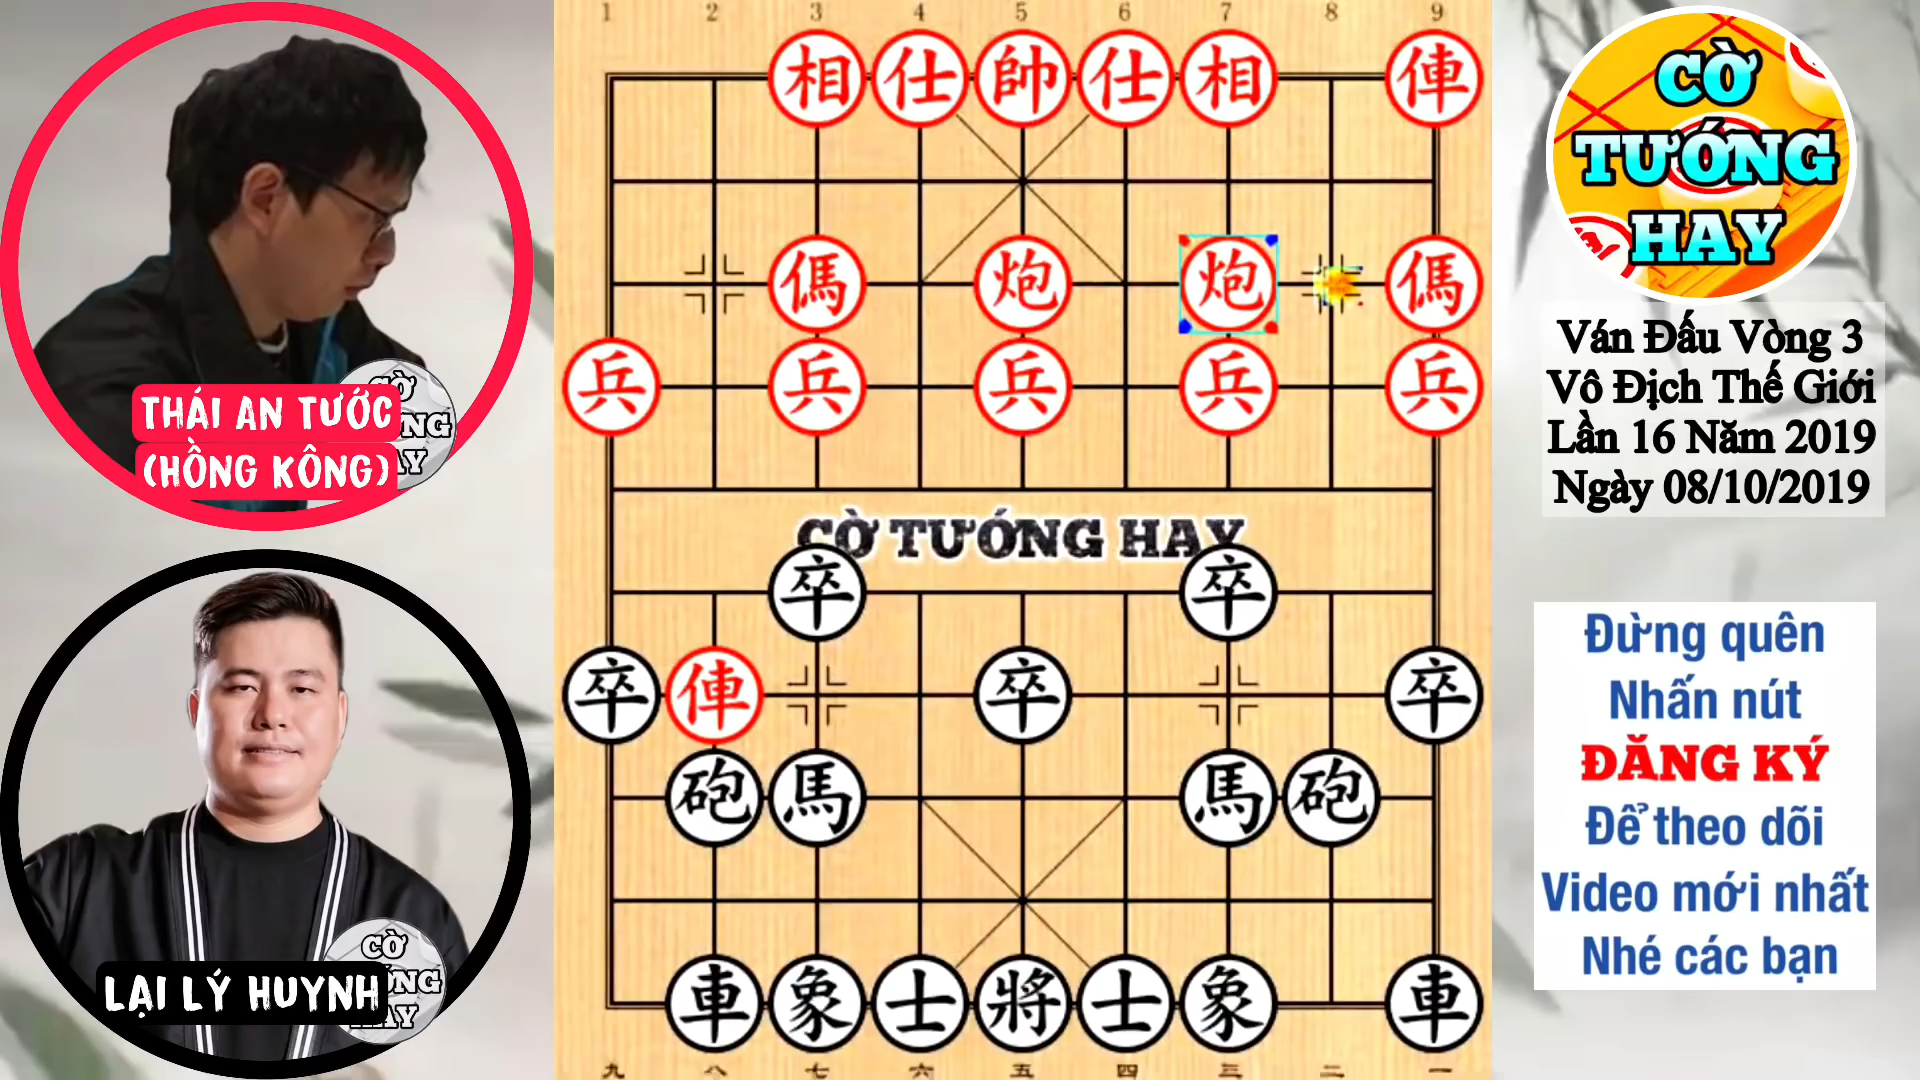 THÁI AN TƯỚC
(HỒNG KÔNG)
LẠI LÝ HUYNH
CỜ
TƯỚNG
HAY
1 2 3 4 5 6 7 8 9
相 仕 帥 仕 相 俥
傌 炮 炮 傌
兵 兵 兵 兵 兵
CỜ TƯỚNG HAY
卒 卒
卒 俥 卒 卒
砲 馬 馬 砲
車 象 士 將 士 象 車
九 八 七 六 五 四 三 二 一
CỜ
TƯỚNG
HAY
Ván Đấu Vòng 3
Vô Địch Thế Giới
Lần 16 Năm 2019
Ngày 08/10/2019
Đừng quên
Nhấn nút
ĐĂNG KÝ
Để theo dõi
Video mới nhất
Nhé các bạn